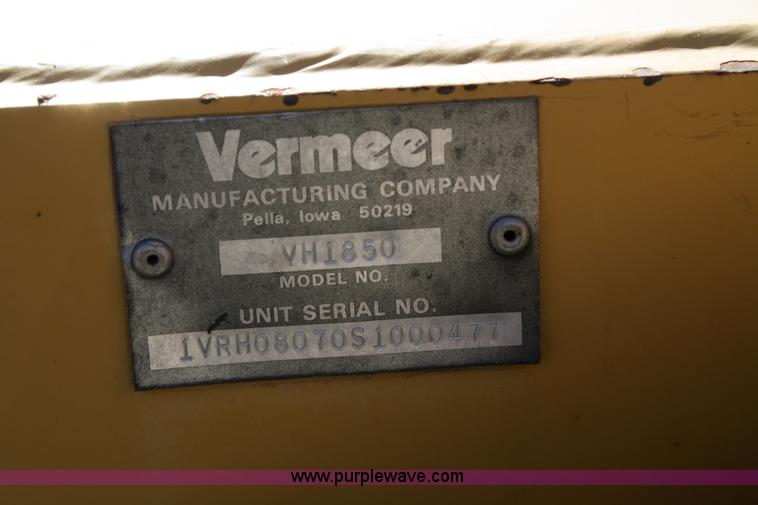 Vermeer
MANUFACTURING COMPANY
Pella, Iowa 50219
VH1850
MODEL NO.
UNIT SERIAL NO.
1VRH08070S1000477
www.purplewave.com